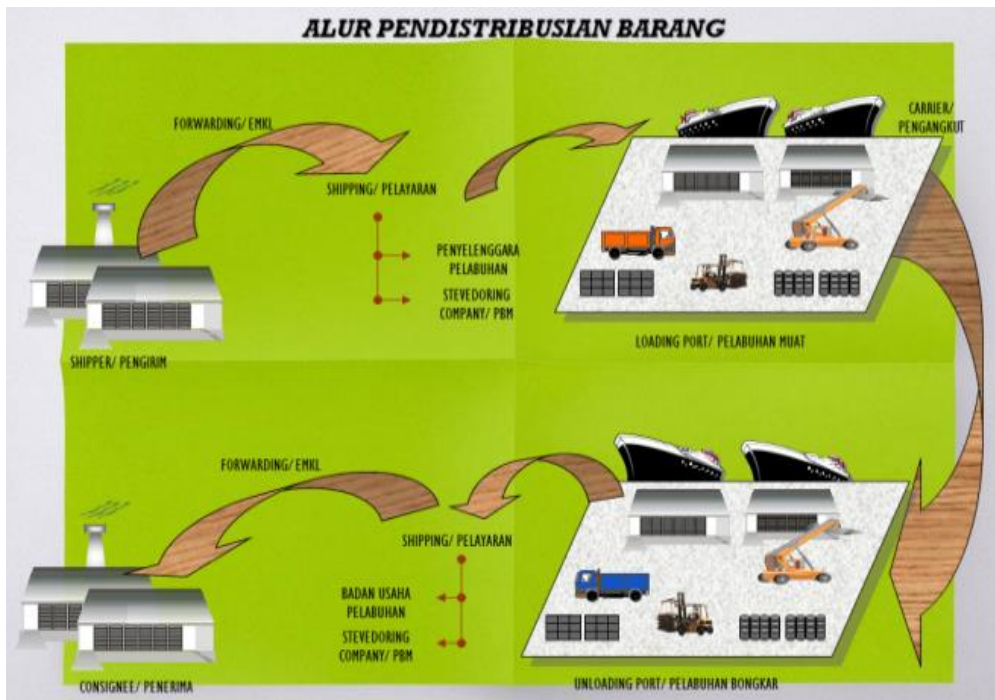 ALUR PENDISTRIBUSIAN BARANG
FORWARDING/ EMKL
CARRIER/
PENGANGKUT
SHIPPING/ PELAYARAN
PENYELENGGARA
PELABUHAN
STEVEDORING
COMPANY/ PBM
SHIPPER/ PENGIRIM
LOADING PORT/ PELABUHAN MUAT
FORWARDING/ EMKL
SHIPPING/ PELAYARAN
BADAN USAHA
PELABUHAN
STEVEDORING
COMPANY/ PBM
CONSIGNEE/ PENERIMA
UNLOADING PORT/ PELABUHAN BONGKAR